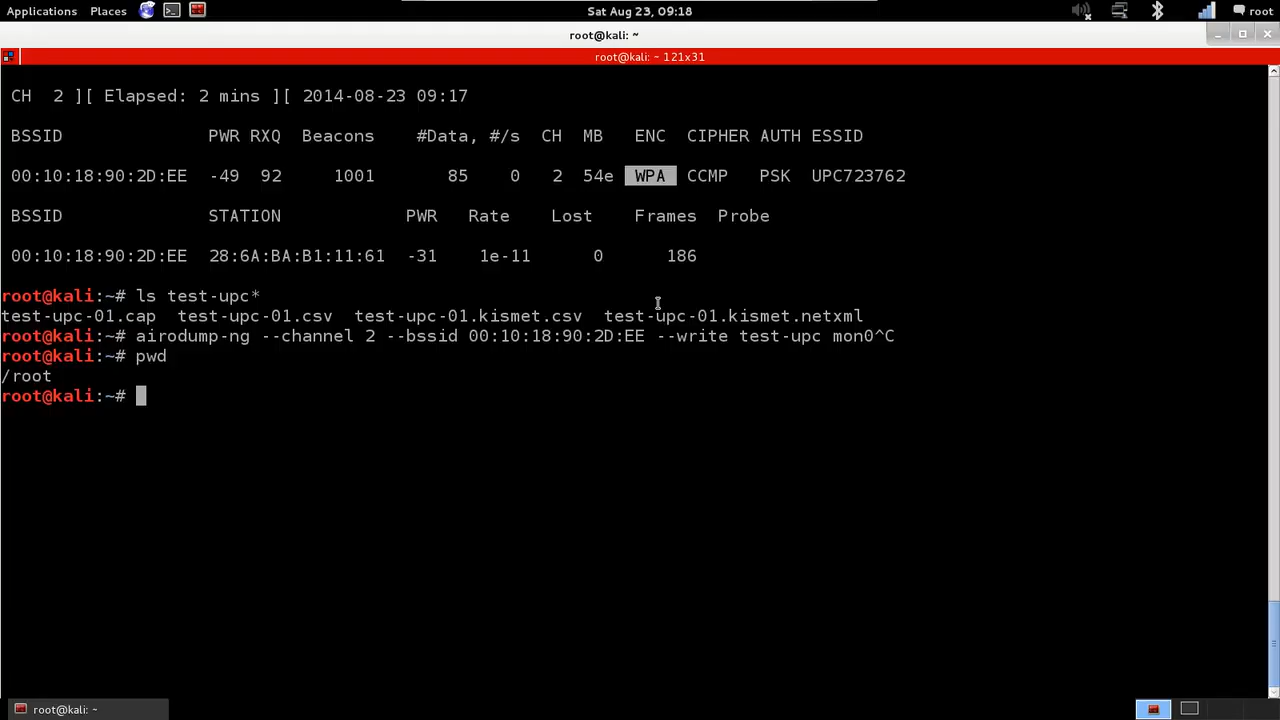 Applications Places Sat Aug 23, 09:18 root
root@kali: ~
root@kali: ~ 121x31
CH 2 ][ Elapsed: 2 mins ][ 2014-08-23 09:17
BSSID PWR RXQ Beacons #Data, #/s CH MB ENC CIPHER AUTH ESSID
00:10:18:90:2D:EE -49 92 1001 85 0 2 54e WPA CCMP PSK UPC723762
BSSID STATION PWR Rate Lost Frames Probe
00:10:18:90:2D:EE 28:6A:BA:B1:11:61 -31 1e-11 0 186
root@kali:~# ls test-upc*
test-upc-01.cap test-upc-01.csv test-upc-01.kismet.csv test-upc-01.kismet.netxml
root@kali:~# airodump-ng --channel 2 --bssid 00:10:18:90:2D:EE --write test-upc mon0^C
root@kali:~# pwd
/root
root@kali:~#
root@kali: ~